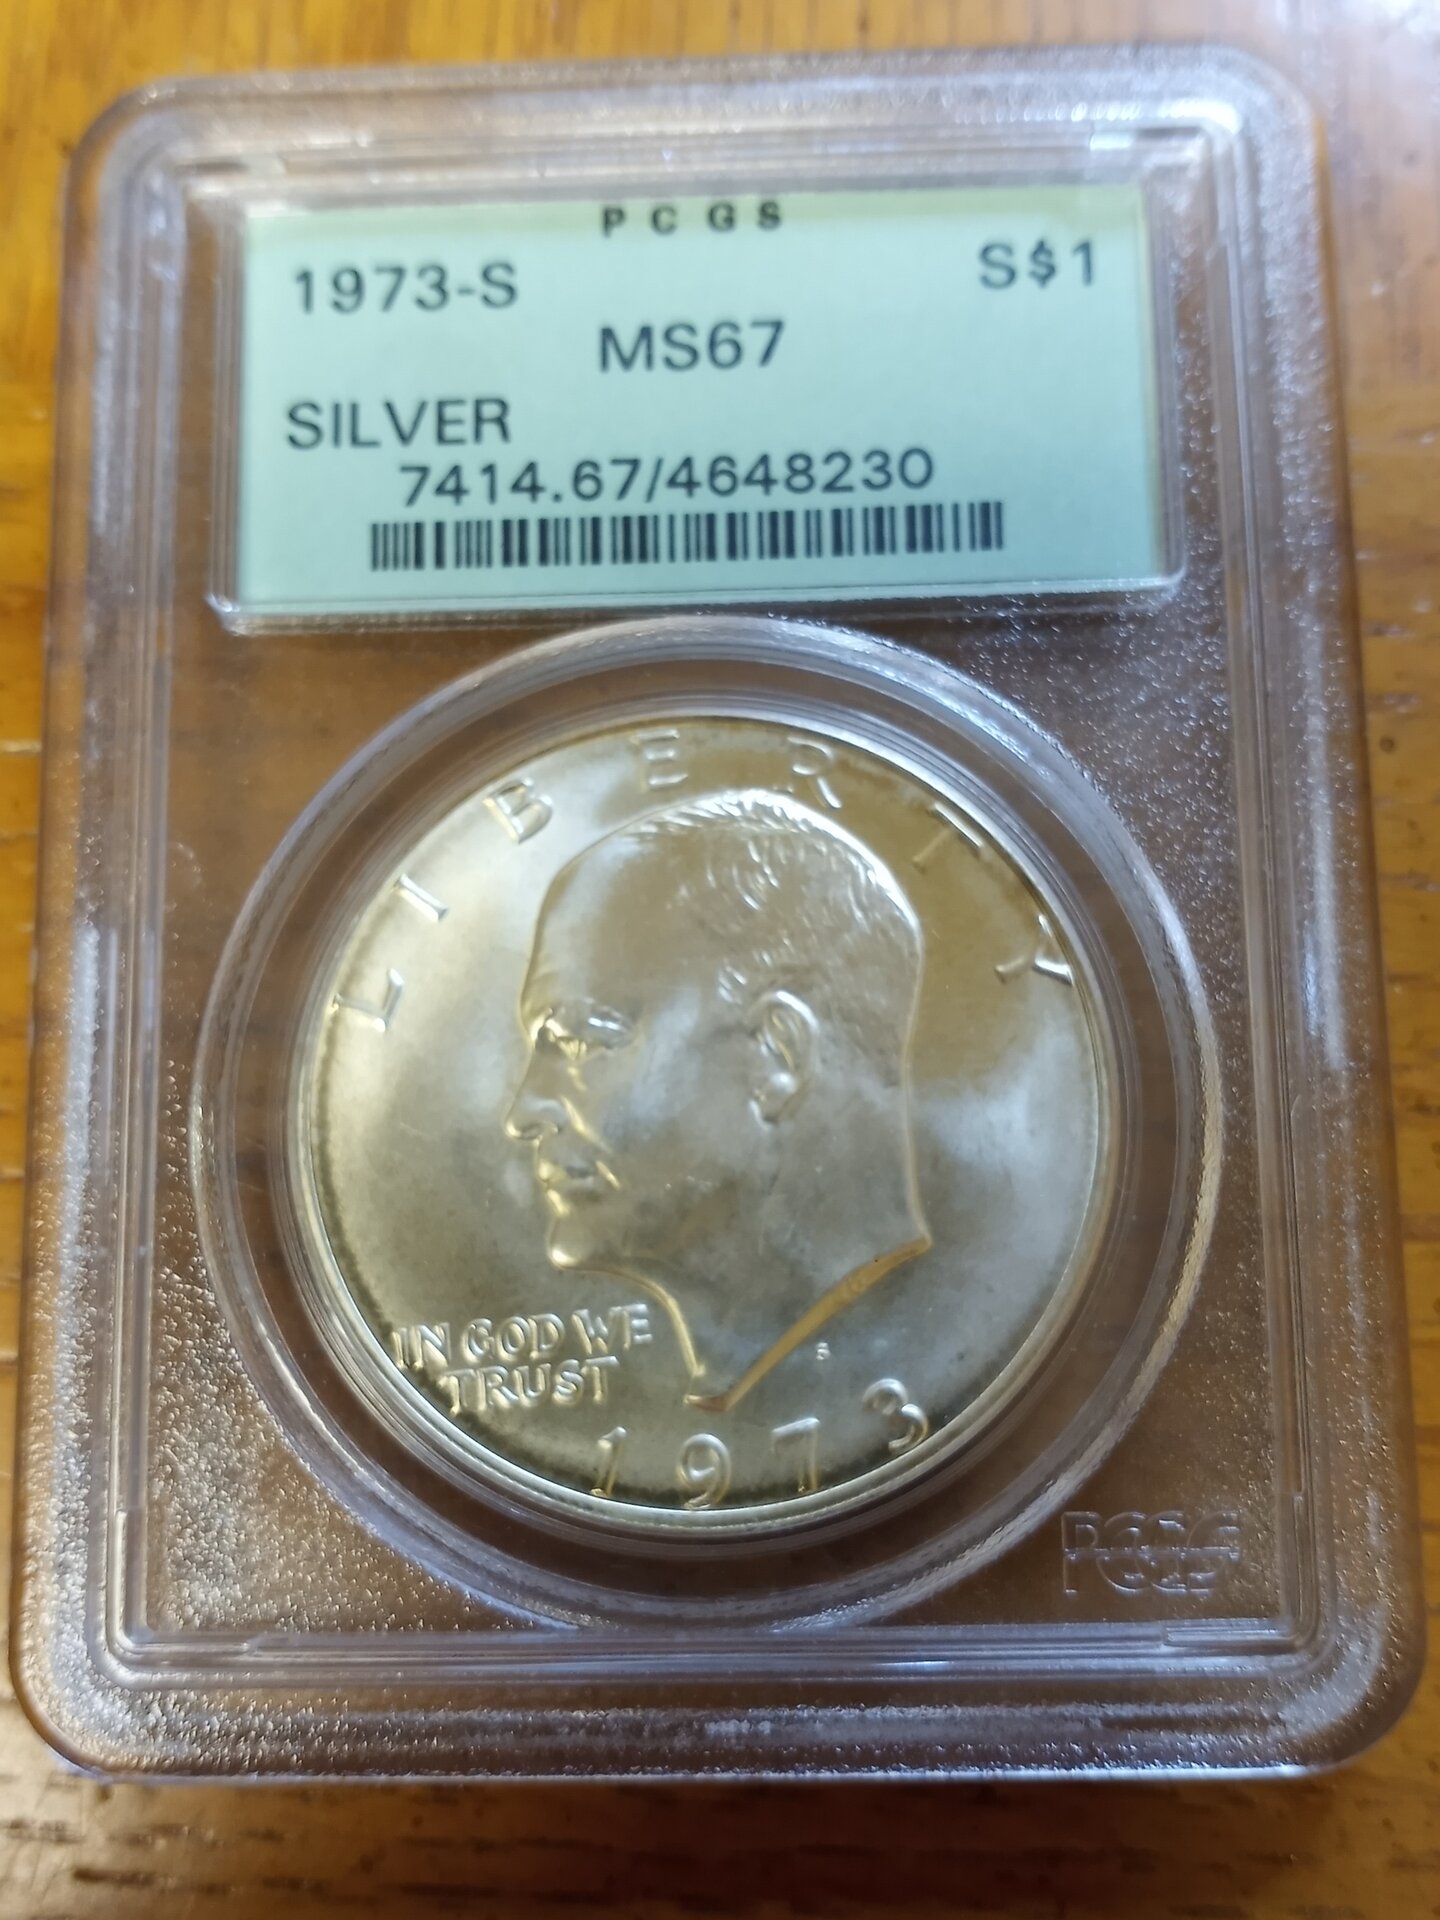 PCGS
1973-S S$1
MS67
SILVER
7414.67/4648230
LIBERTY
IN GOD WE
TRUST
S
1973
PCGS